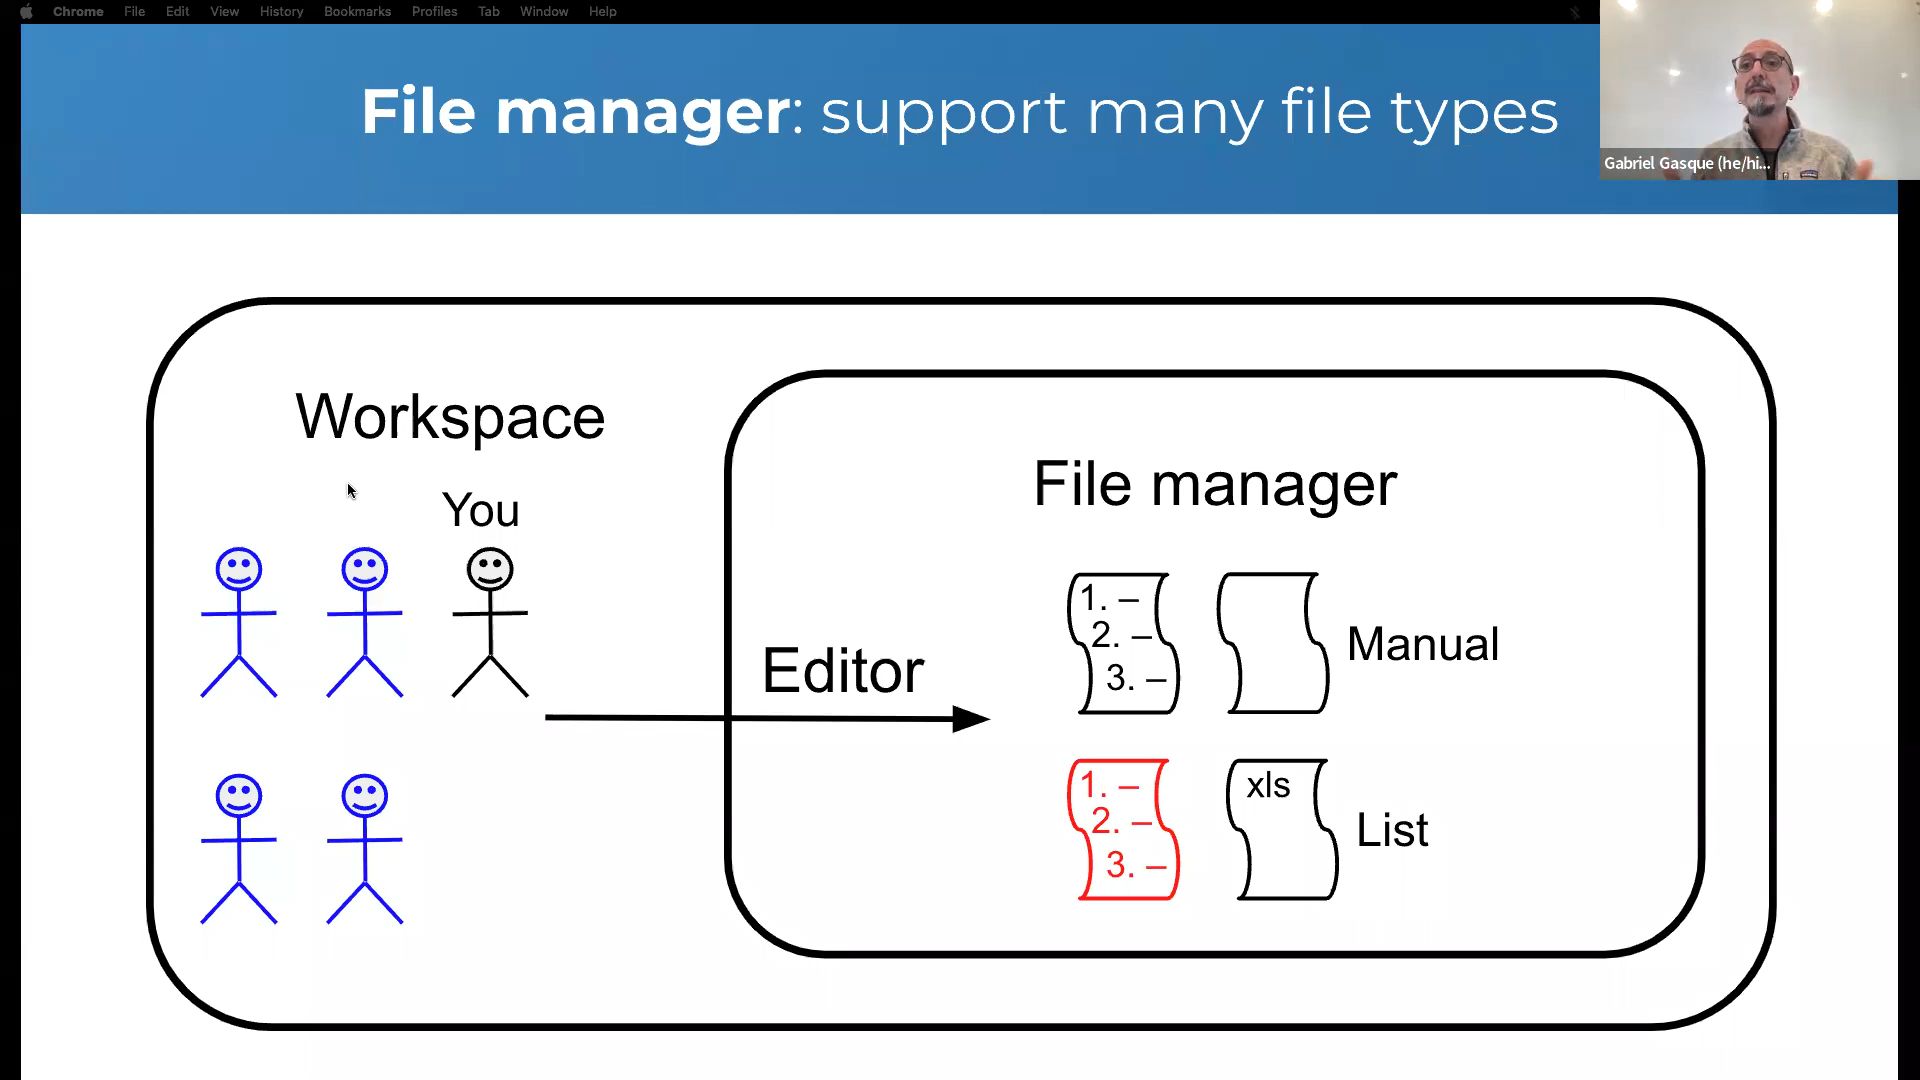 Chrome File Edit View History Bookmarks Profiles Tab Window Help
File manager: support many file types
Gabriel Gasque (he/hi...
Workspace
You
File manager
Editor
1. –
2. –
3. –
Manual
1. –
2. –
3. –
xls
List